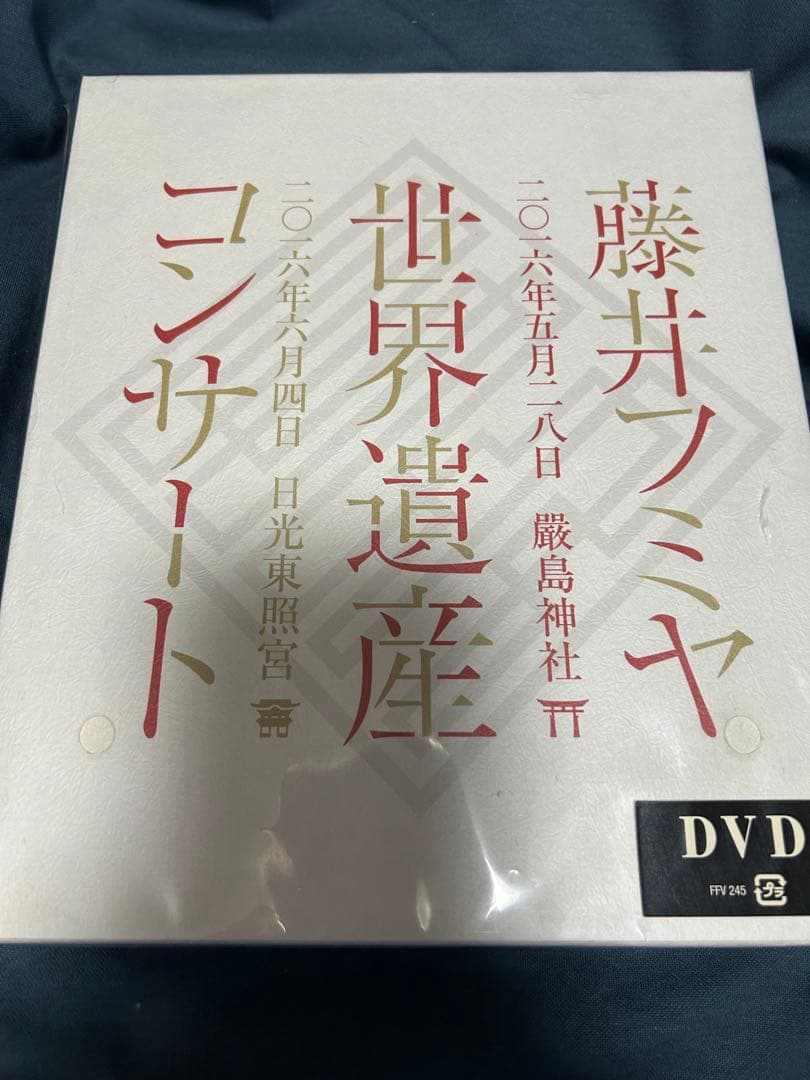 藤井フミヤ
二〇一六年五月二八日 嚴島神社
世界遺産
二〇一六年六月四日 日光東照宮
コンサート
DVD
FFV 245
プラ